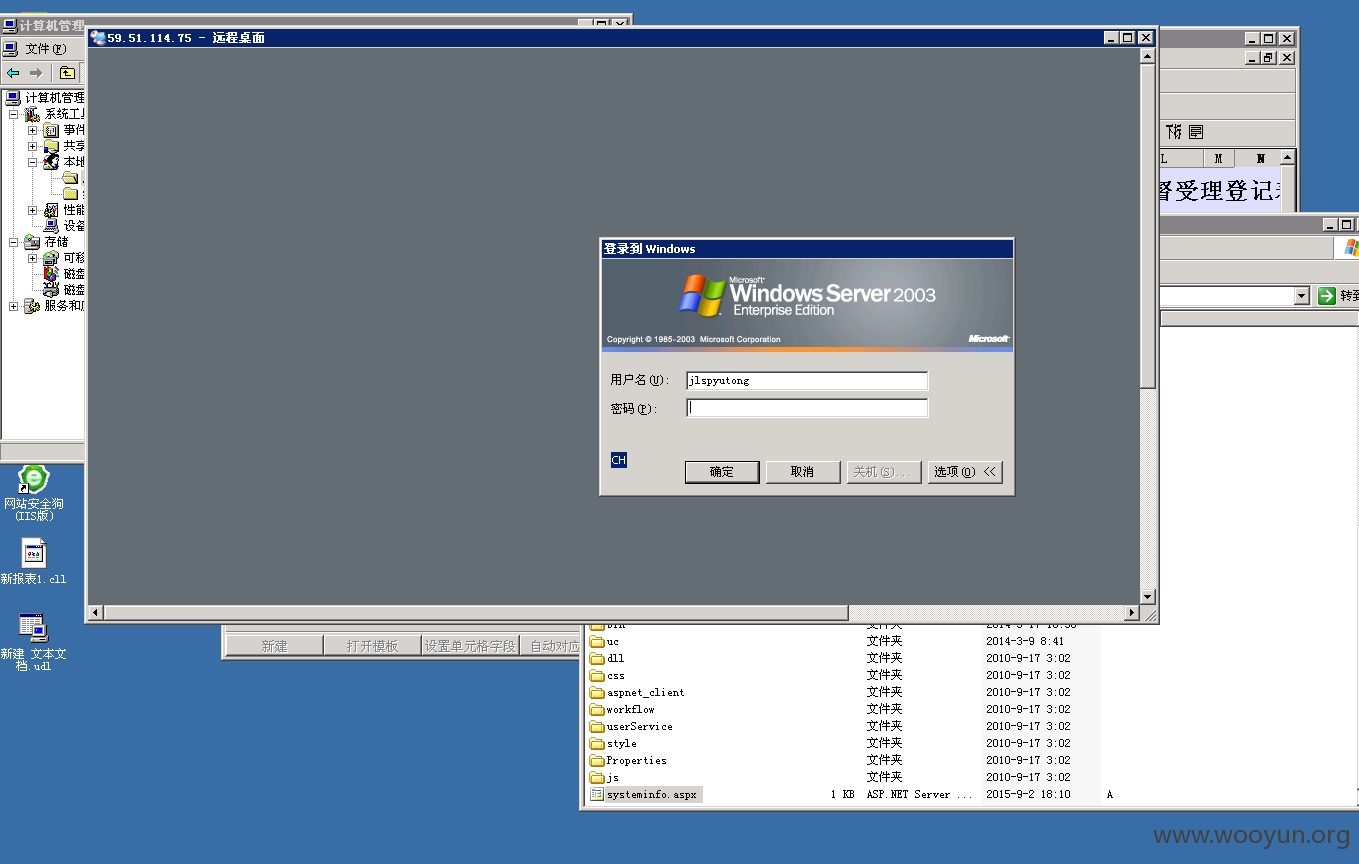 计算机管理
59.51.114.75 - 远程桌面
文件(F)
计算机管理
系统工
事件
共享
本地
性能
设备
存储
可移
磁盘
磁盘
服务和
L M N
督受理登记
转到
登录到 Windows
Microsoft
Windows Server 2003
Enterprise Edition
Copyright © 1985-2003 Microsoft Corporation
Microsoft
用户名(U):
jlspyutong
密码(P):
CH
确定
取消
关机(S)...
选项(O) <<
网站安全狗
(IIS版)
新报表1.cll
新建 文本文
档.udl
新建
打开模板
设置单元格字段
自动对应
bin 文件夹
uc 文件夹 2014-3-9 8:41
dll 文件夹 2010-9-17 3:02
css 文件夹 2010-9-17 3:02
aspnet_client 文件夹 2010-9-17 3:02
workflow 文件夹 2010-9-17 3:02
userService 文件夹 2010-9-17 3:02
style 文件夹 2010-9-17 3:02
Properties 文件夹 2010-9-17 3:02
js 文件夹 2010-9-17 3:02
systeminfo.aspx 1 KB ASP.NET Server ... 2015-9-2 18:10 A
www.wooyun.org